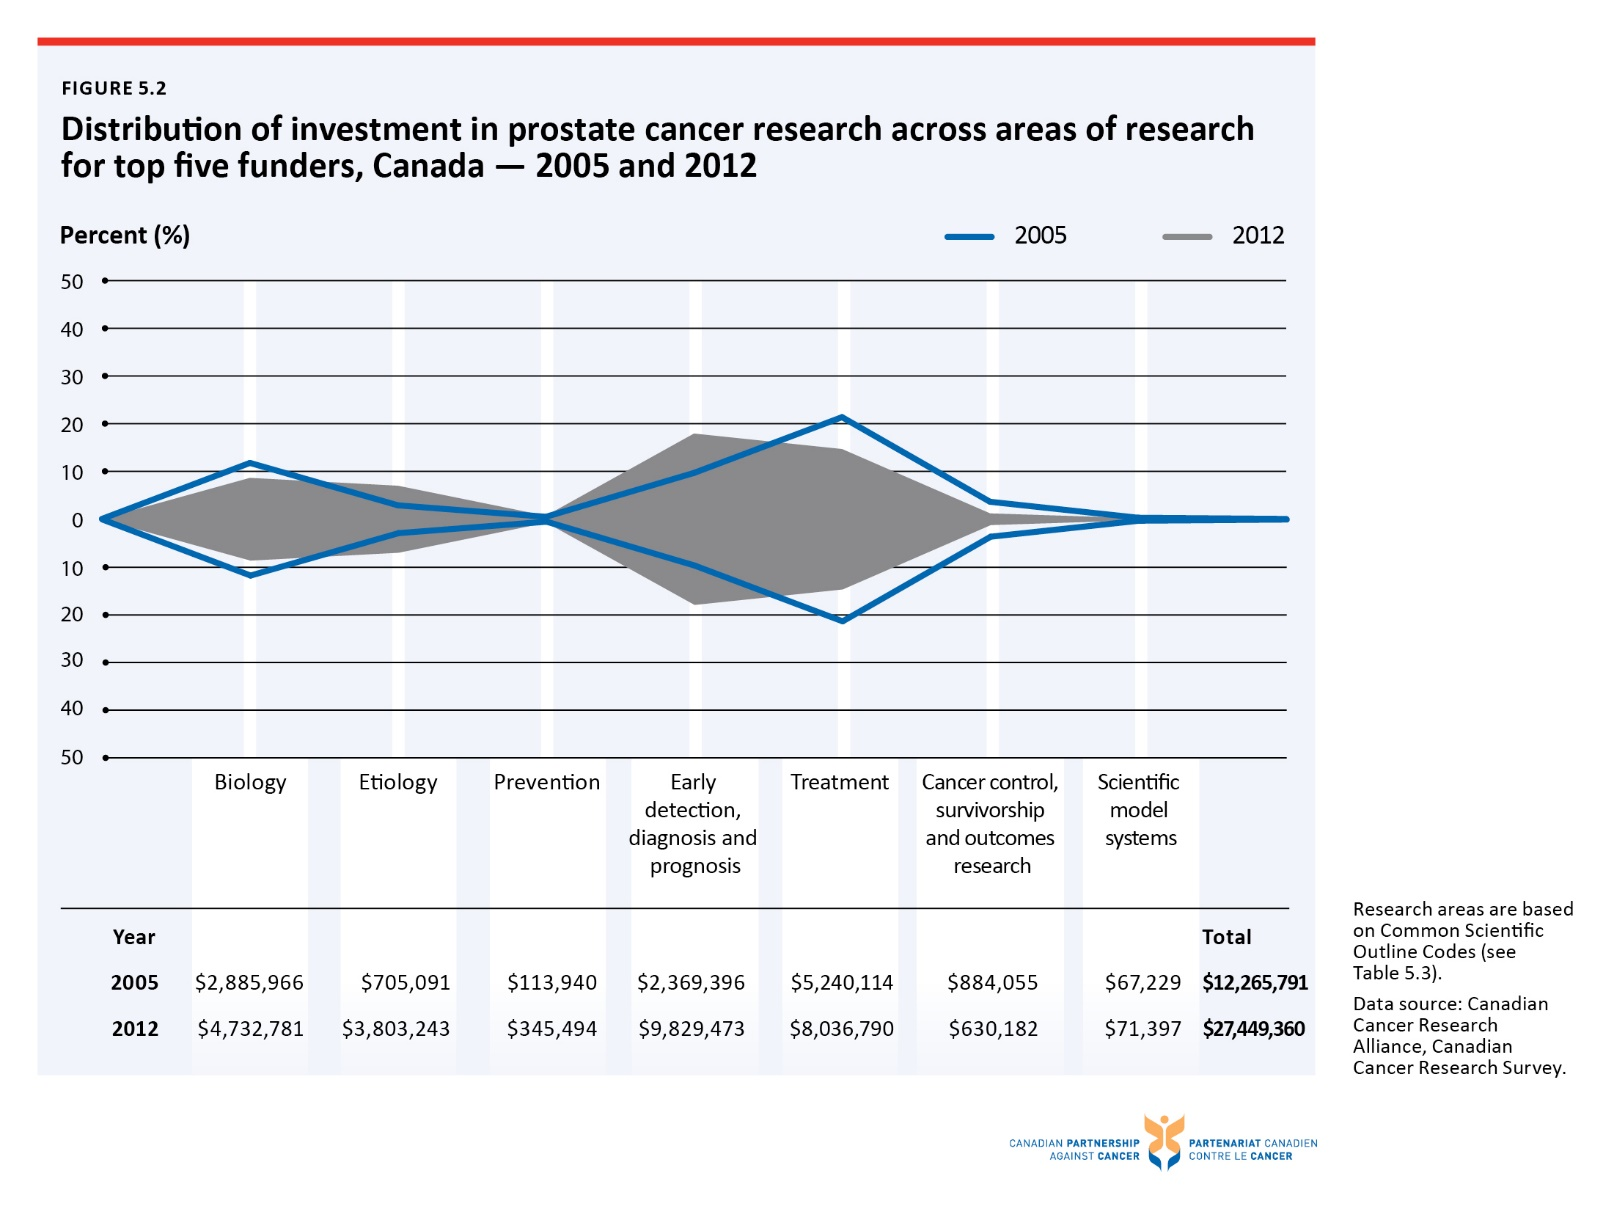 FIGURE 5.2
Distribution of investment in prostate cancer research across areas of research
for top five funders, Canada — 2005 and 2012
Percent (%)
2005
2012
50
40
30
20
10
0
10
20
30
40
50
Biology
Etiology
Prevention
Early
detection,
diagnosis and
prognosis
Treatment
Cancer control,
survivorship
and outcomes
research
Scientific
model
systems
Year Total
2005 $2,885,966 $705,091 $113,940 $2,369,396 $5,240,114 $884,055 $67,229 $12,265,791
2012 $4,732,781 $3,803,243 $345,494 $9,829,473 $8,036,790 $630,182 $71,397 $27,449,360
Research areas are based
on Common Scientific
Outline Codes (see
Table 5.3).
Data source: Canadian
Cancer Research
Alliance, Canadian
Cancer Research Survey.
CANADIAN PARTNERSHIP
AGAINST CANCER
PARTENARIAT CANADIEN
CONTRE LE CANCER